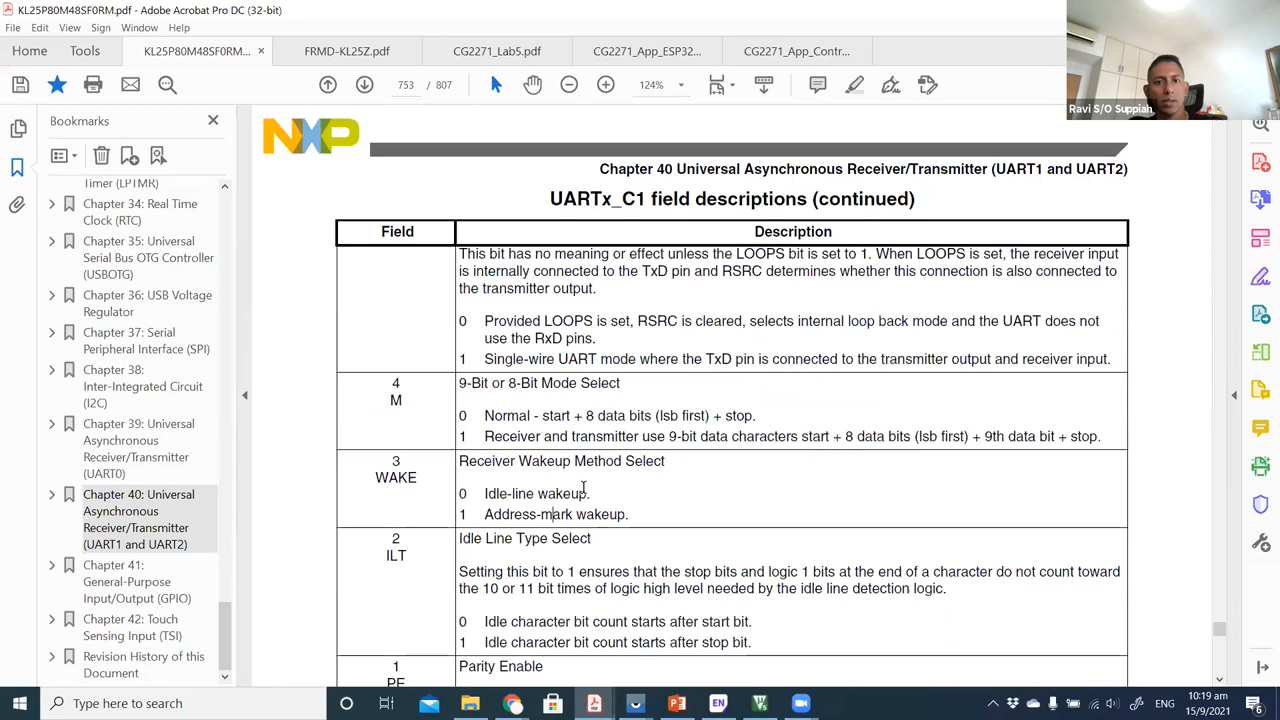 KL25P80M48SF0RM.pdf - Adobe Acrobat Pro DC (32-bit)
File Edit View Sign Window Help
Home Tools KL25P80M48SF0RM... × FRMD-KL25Z.pdf CG2271_Lab5.pdf CG2271_App_ESP32... CG2271_App_Contr...
753 / 807 124%
Ravi S/O Suppiah
Bookmarks
Timer (LPTMR)
Chapter 34: Real Time
Clock (RTC)
Chapter 35: Universal
Serial Bus OTG Controller
(USBOTG)
Chapter 36: USB Voltage
Regulator
Chapter 37: Serial
Peripheral Interface (SPI)
Chapter 38:
Inter-Integrated Circuit
(I2C)
Chapter 39: Universal
Asynchronous
Receiver/Transmitter
(UART0)
Chapter 40: Universal
Asynchronous
Receiver/Transmitter
(UART1 and UART2)
Chapter 41:
General-Purpose
Input/Output (GPIO)
Chapter 42: Touch
Sensing Input (TSI)
Revision History of this
Document
NXP
Chapter 40 Universal Asynchronous Receiver/Transmitter (UART1 and UART2)
UARTx_C1 field descriptions (continued)
Field Description
This bit has no meaning or effect unless the LOOPS bit is set to 1. When LOOPS is set, the receiver input
is internally connected to the TxD pin and RSRC determines whether this connection is also connected to
the transmitter output.
0 Provided LOOPS is set, RSRC is cleared, selects internal loop back mode and the UART does not
use the RxD pins.
1 Single-wire UART mode where the TxD pin is connected to the transmitter output and receiver input.
4
M
9-Bit or 8-Bit Mode Select
0 Normal - start + 8 data bits (lsb first) + stop.
1 Receiver and transmitter use 9-bit data characters start + 8 data bits (lsb first) + 9th data bit + stop.
3
WAKE
Receiver Wakeup Method Select
0 Idle-line wakeup.
1 Address-mark wakeup.
2
ILT
Idle Line Type Select
Setting this bit to 1 ensures that the stop bits and logic 1 bits at the end of a character do not count toward
the 10 or 11 bit times of logic high level needed by the idle line detection logic.
0 Idle character bit count starts after start bit.
1 Idle character bit count starts after stop bit.
1
PE
Parity Enable
Type here to search
EN
10:19 am
15/9/2021
6